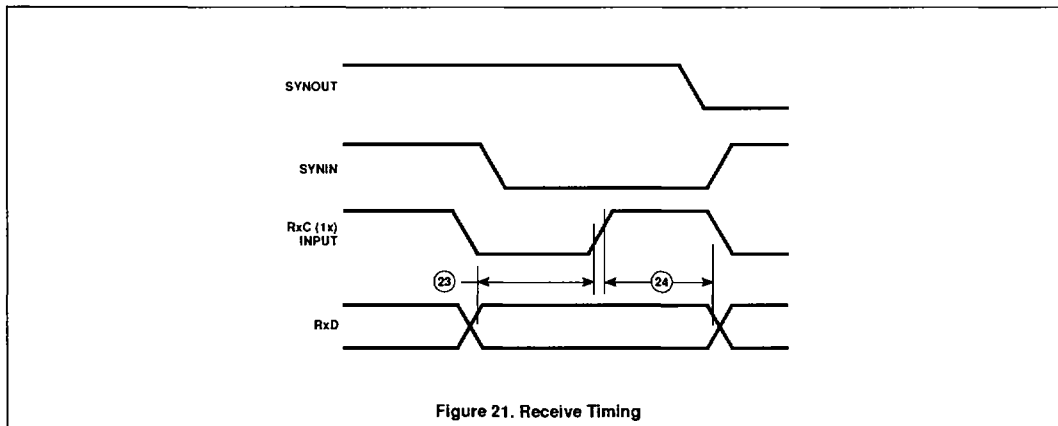 SYNOUT
SYNIN
RxC (1x)
INPUT
23
24
RxD
Figure 21. Receive Timing